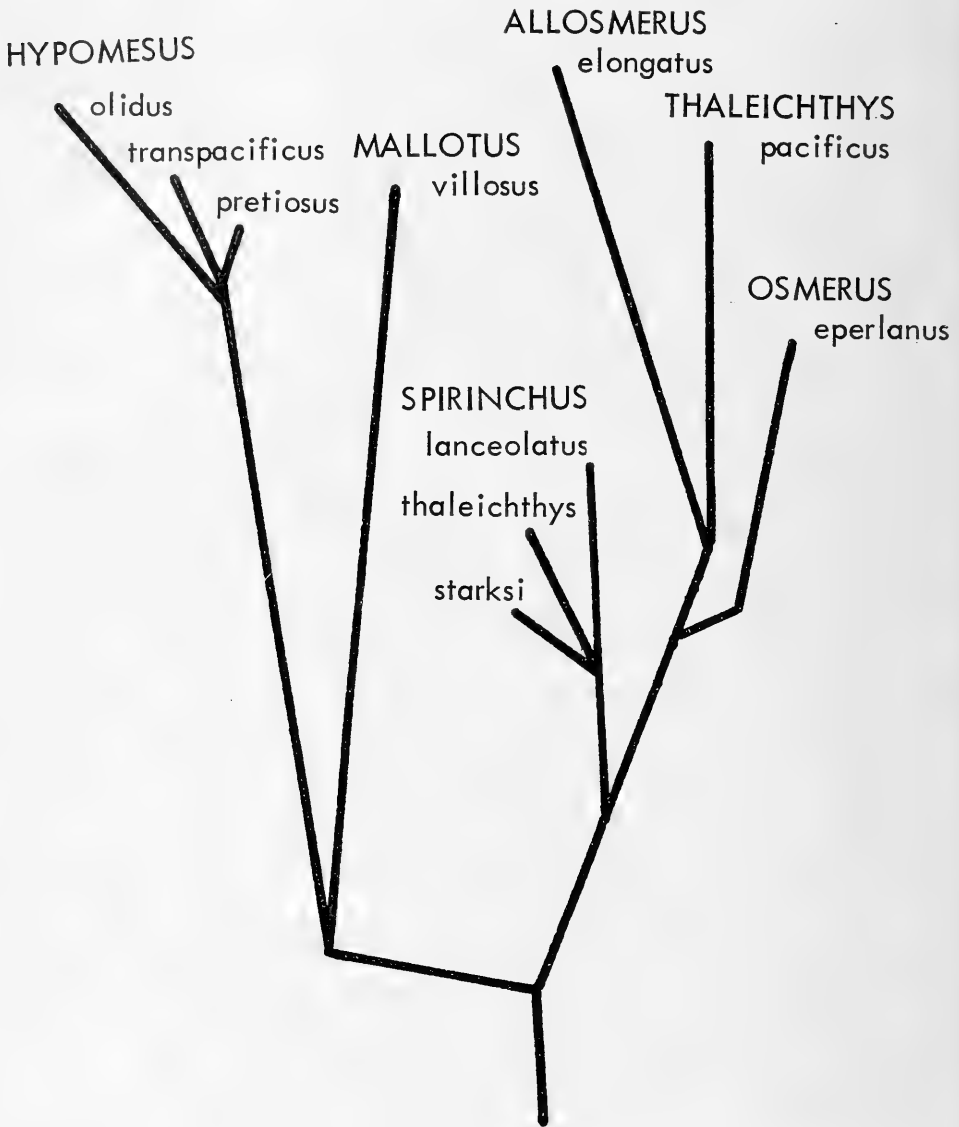 HYPOMESUS
olidus
transpacificus
pretiosus
MALLOTUS
villosus
ALLOSMERUS
elongatus
THALEICHTHYS
pacificus
OSMERUS
eperlanus
SPIRINCHUS
lanceolatus
thaleichthys
starksi